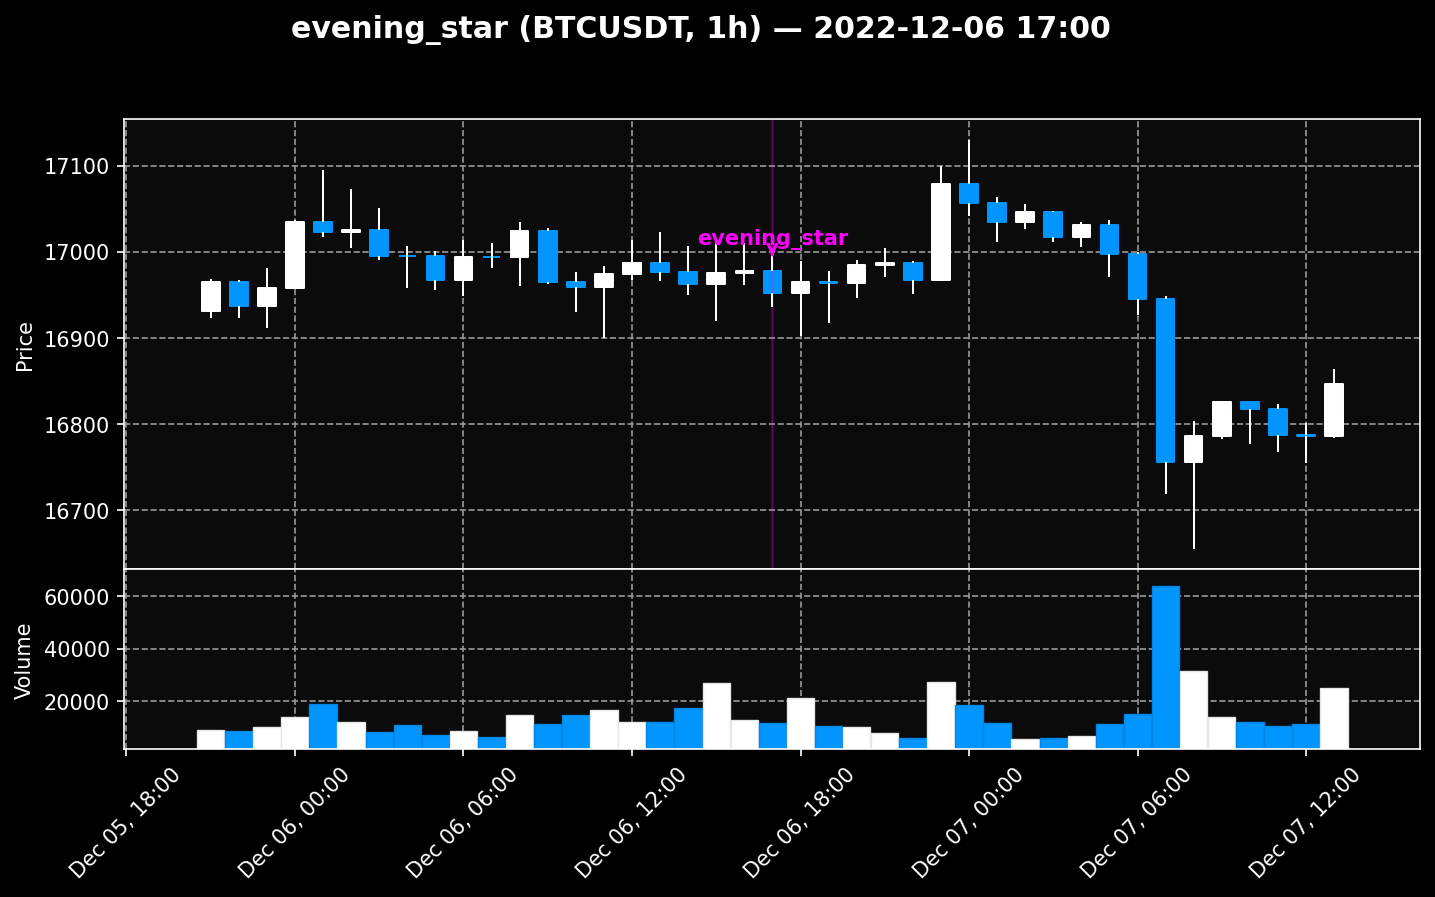 evening_star (BTCUSDT, 1h) — 2022-12-06 17:00
17100
17000
16900
16800
16700
Price
evening_star
60000
40000
20000
Volume
Dec 05, 18:00
Dec 06, 00:00
Dec 06, 06:00
Dec 06, 12:00
Dec 06, 18:00
Dec 07, 00:00
Dec 07, 06:00
Dec 07, 12:00